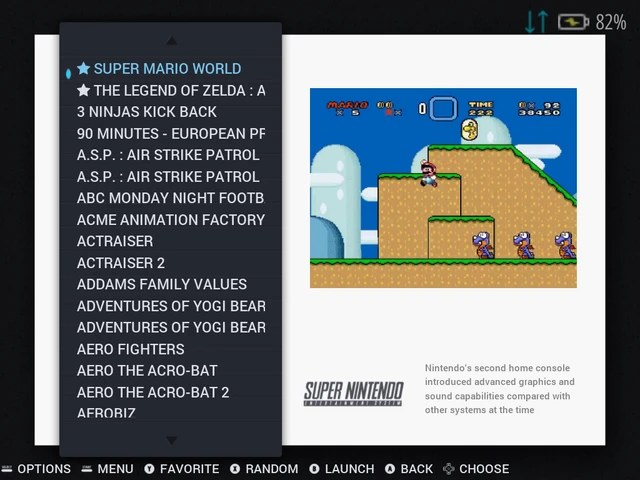 82%
SUPER MARIO WORLD
THE LEGEND OF ZELDA : A
3 NINJAS KICK BACK
90 MINUTES - EUROPEAN PR
A.S.P. : AIR STRIKE PATROL
A.S.P. : AIR STRIKE PATROL
ABC MONDAY NIGHT FOOTB
ACME ANIMATION FACTORY
ACTRAISER
ACTRAISER 2
ADDAMS FAMILY VALUES
ADVENTURES OF YOGI BEAR
ADVENTURES OF YOGI BEAR
AERO FIGHTERS
AERO THE ACRO-BAT
AERO THE ACRO-BAT 2
AEROBIZ
MARIO 0 TIME
x 5 222 38450
SUPER NINTENDO
ENTERTAINMENT SYSTEM
Nintendo's second home console
introduced advanced graphics and
sound capabilities compared with
other systems at the time
OPTIONS MENU Y FAVORITE X RANDOM B LAUNCH A BACK CHOOSE